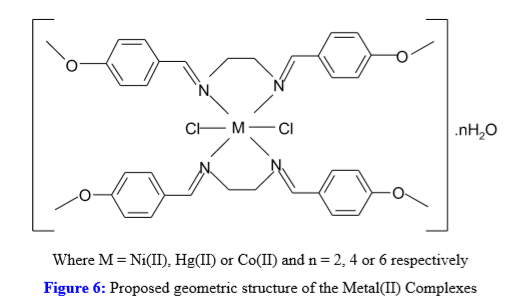 O
O
N
N
Cl
M
Cl
.nH₂O
N
N
O
O
Where M = Ni(II), Hg(II) or Co(II) and n = 2, 4 or 6 respectively
Figure 6: Proposed geometric structure of the Metal(II) Complexes